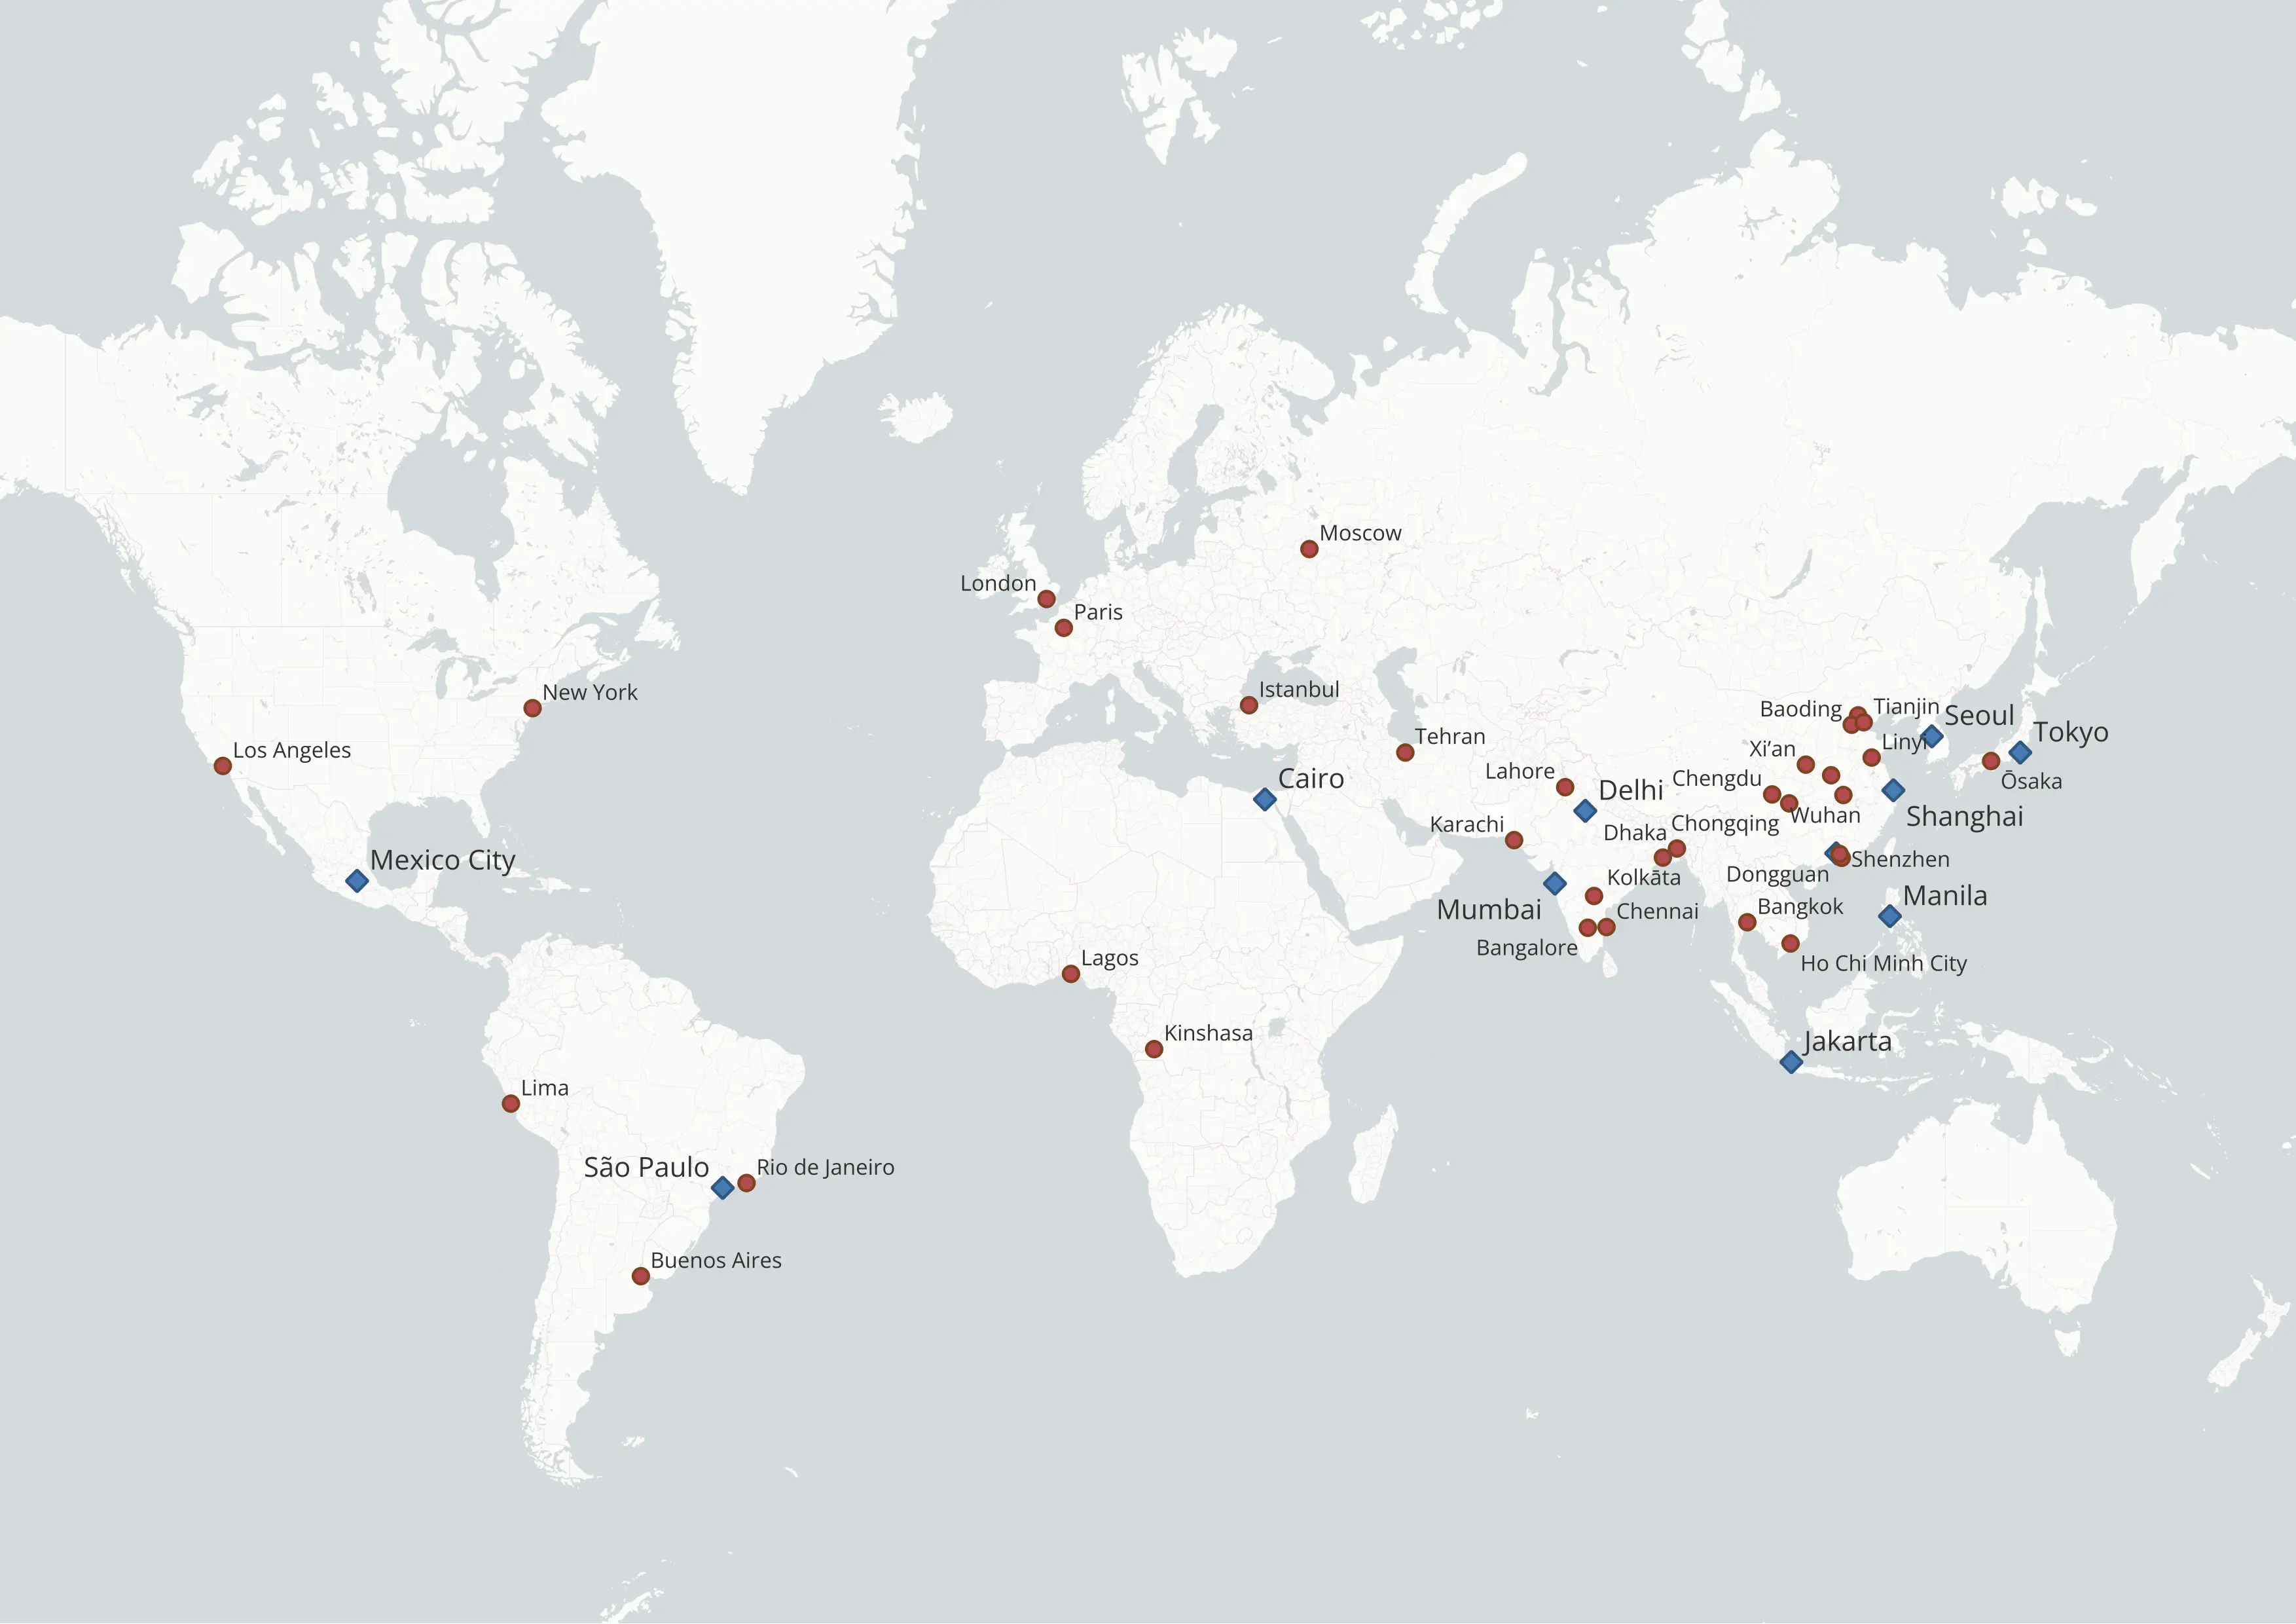 Moscow
London
Paris
New York
Istanbul
Baoding
Tianjin
Seoul
Tokyo
Los Angeles
Tehran
Xi’an
Linyi
Cairo
Lahore
Chengdu
Ōsaka
Delhi
Wuhan
Shanghai
Karachi
Dhaka
Chongqing
Mexico City
Shenzhen
Dongguan
Kolkāta
Manila
Mumbai
Chennai
Bangkok
Bangalore
Lagos
Ho Chi Minh City
Kinshasa
Jakarta
Lima
São Paulo
Rio de Janeiro
Buenos Aires